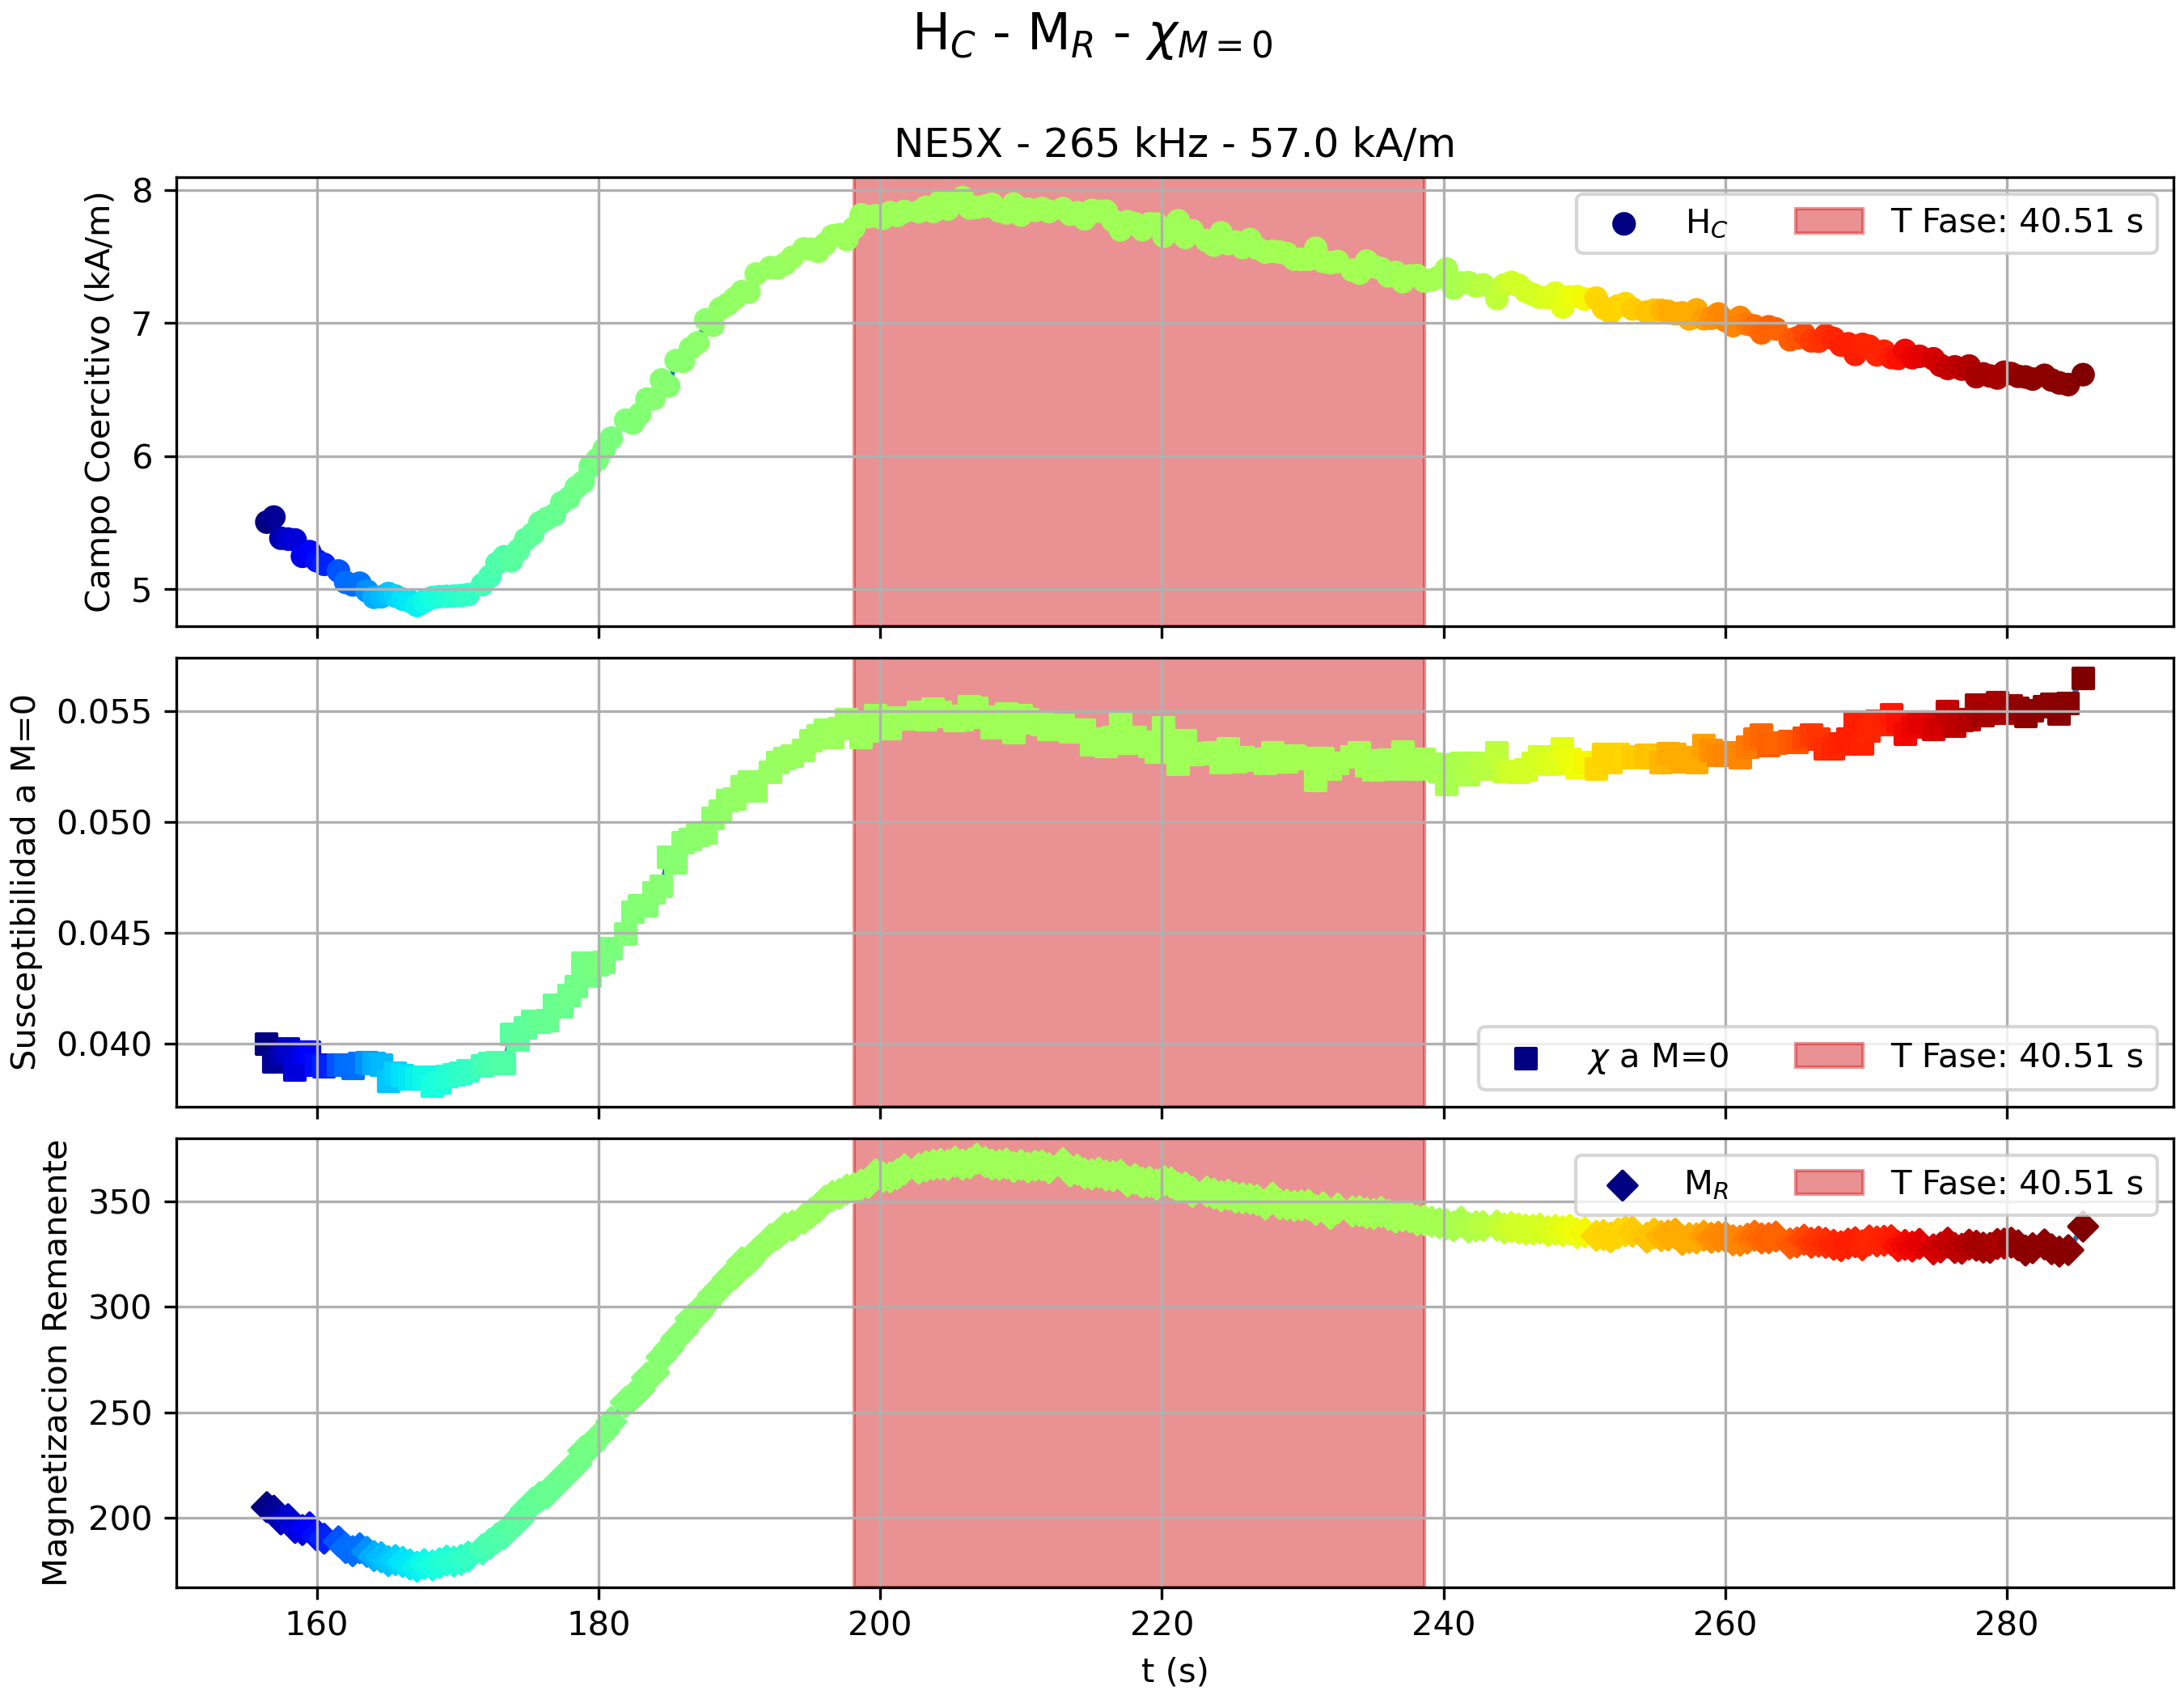 H_C - M_R - χ_{M=0}
NE5X - 265 kHz - 57.0 kA/m
Campo Coercitivo (kA/m)
8
7
6
5
H_C T Fase: 40.51 s
Susceptibilidad a M=0
0.055
0.050
0.045
0.040
χ a M=0 T Fase: 40.51 s
Magnetizacion Remanente
350
300
250
200
M_R T Fase: 40.51 s
160 180 200 220 240 260 280
t (s)